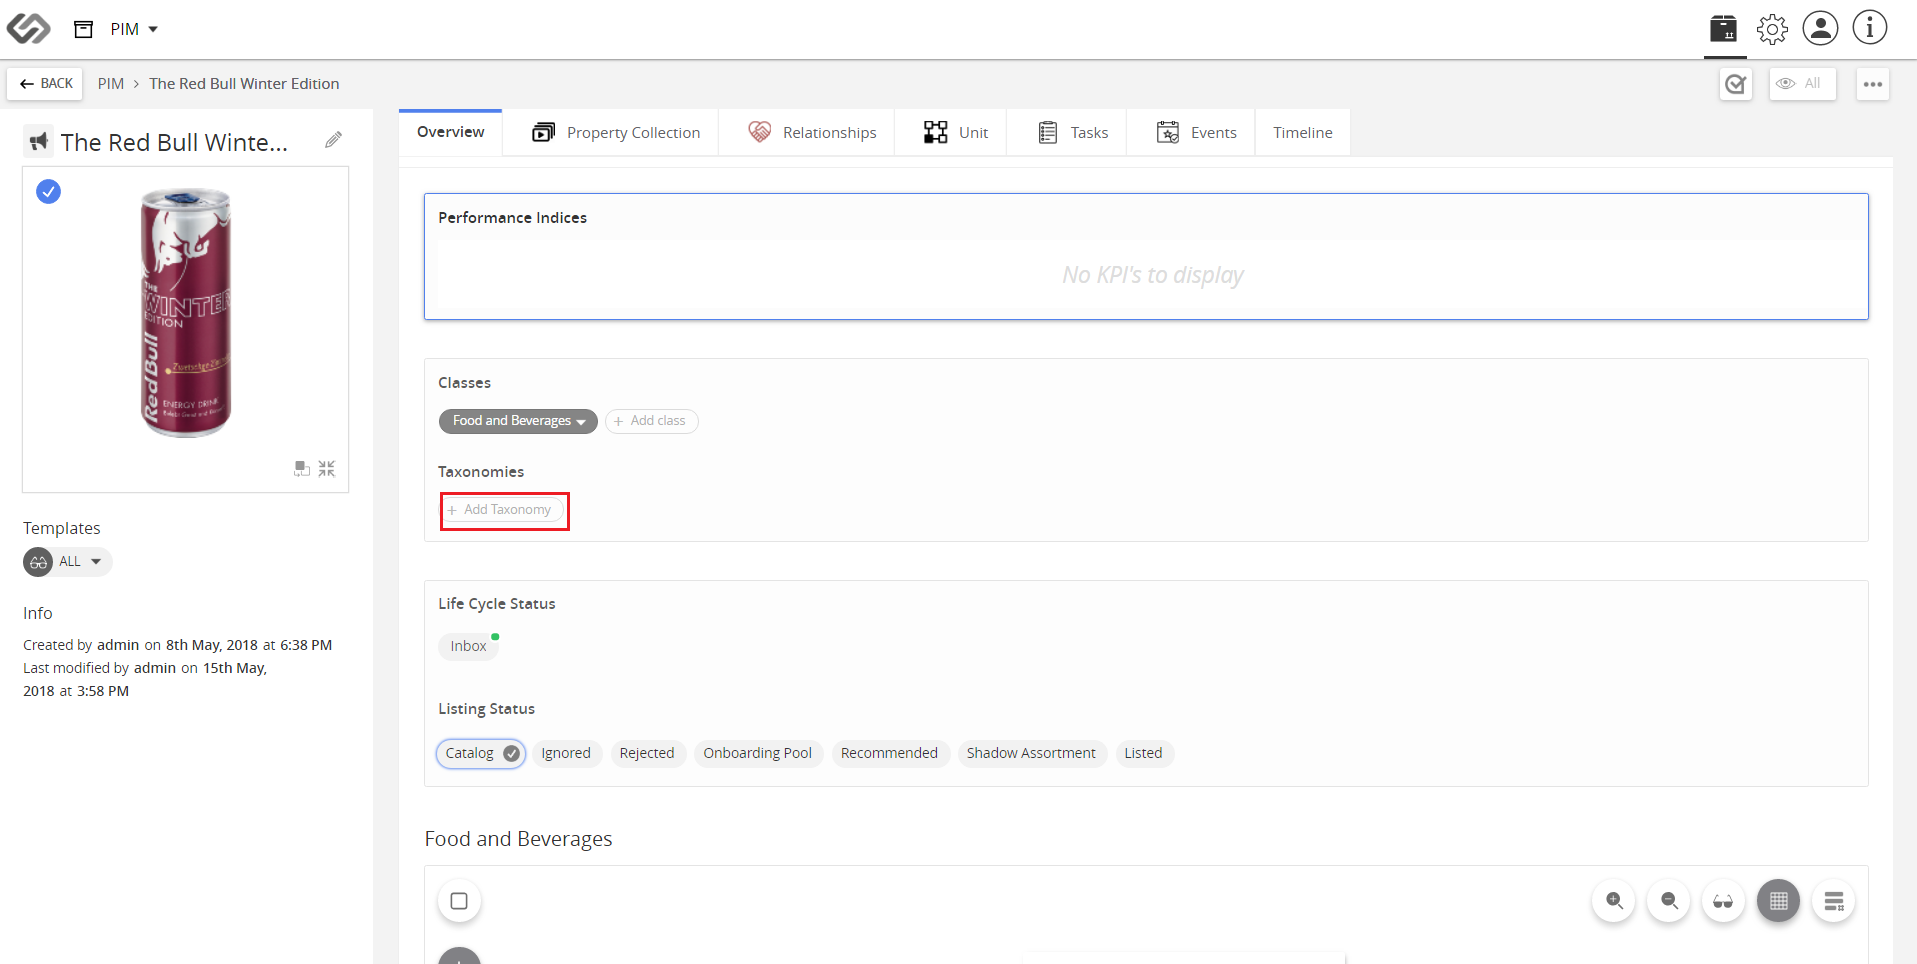 PIM
BACK
PIM > The Red Bull Winter Edition
All
The Red Bull Winte...
THE
WINTER
EDITION
Red Bull
ENERGY DRINK
Templates
ALL
Info
Created by admin on 8th May, 2018 at 6:38 PM
Last modified by admin on 15th May,
2018 at 3:58 PM
Overview
Property Collection
Relationships
Unit
Tasks
Events
Timeline
Performance Indices
No KPI's to display
Classes
Food and Beverages
+ Add class
Taxonomies
+ Add Taxonomy
Life Cycle Status
Inbox
Listing Status
Catalog
Ignored
Rejected
Onboarding Pool
Recommended
Shadow Assortment
Listed
Food and Beverages